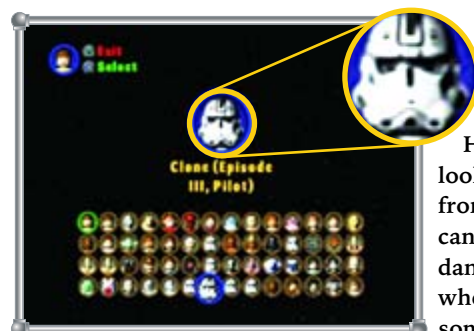 Exit
Select
Clone (Episode
III, Pilot)
H
look
from
can
dam
whe
som